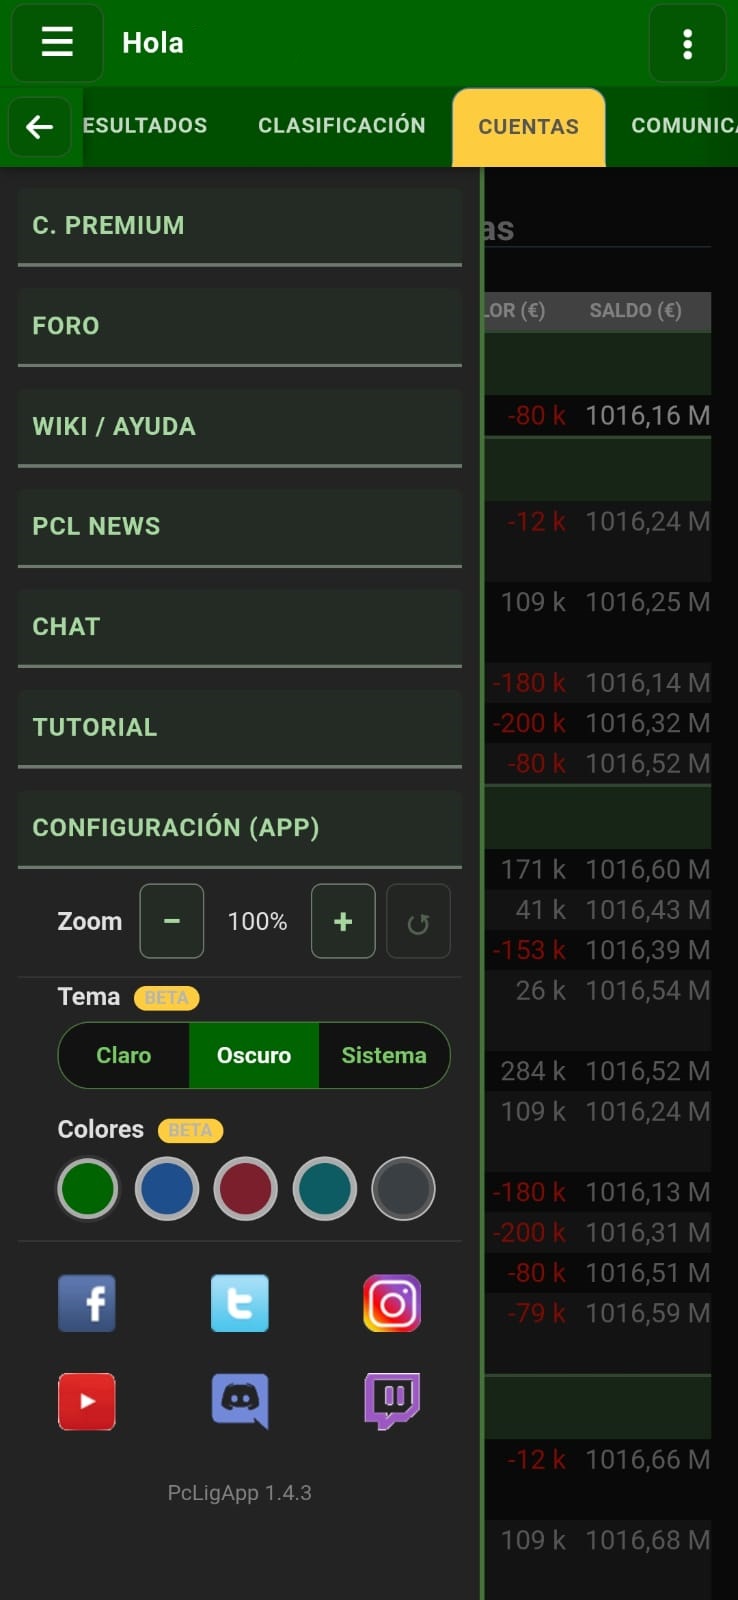 Hola
ESULTADOS CLASIFICACIÓN CUENTAS COMUNICA
C. PREMIUM
FORO
WIKI / AYUDA
PCL NEWS
CHAT
TUTORIAL
CONFIGURACIÓN (APP)
Zoom − 100% + ↺
Tema BETA
Claro Oscuro Sistema
Colores BETA
PcLigApp 1.4.3
as
LOR (€) SALDO (€)
-80 k 1016,16 M
-12 k 1016,24 M
109 k 1016,25 M
-180 k 1016,14 M
-200 k 1016,32 M
-80 k 1016,52 M
171 k 1016,60 M
41 k 1016,43 M
-153 k 1016,39 M
26 k 1016,54 M
284 k 1016,52 M
109 k 1016,24 M
-180 k 1016,13 M
-200 k 1016,31 M
-80 k 1016,51 M
-79 k 1016,59 M
-12 k 1016,66 M
109 k 1016,68 M